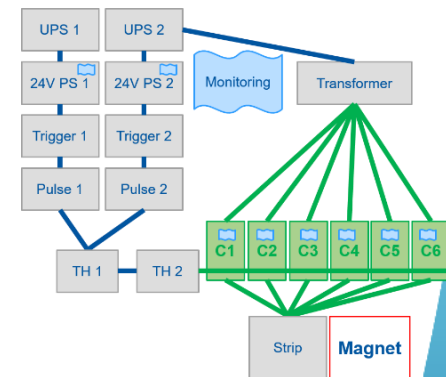 UPS 1
UPS 2
24V PS 1
24V PS 2
Monitoring
Transformer
Trigger 1
Trigger 2
Pulse 1
Pulse 2
C1
C2
C3
C4
C5
C6
TH 1
TH 2
Strip
Magnet